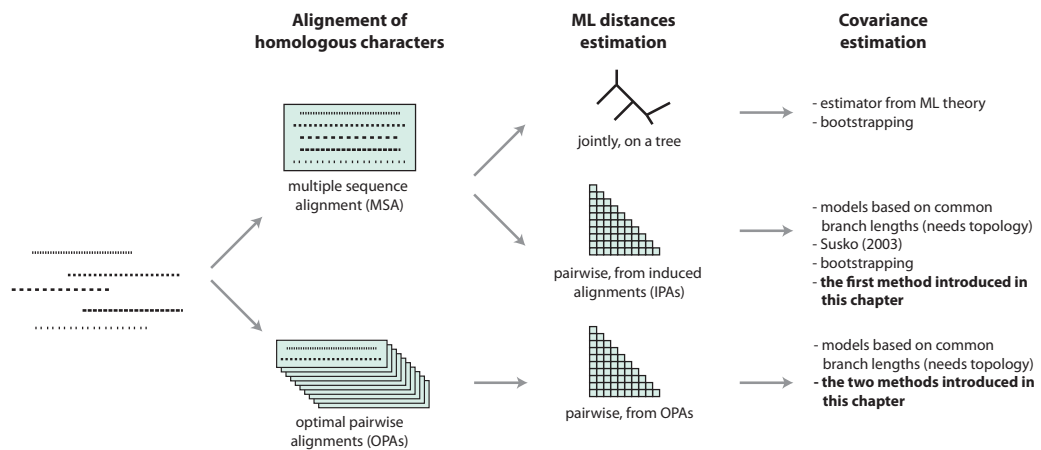 Alignement of
homologous characters
ML distances
estimation
Covariance
estimation
multiple sequence
alignment (MSA)
jointly, on a tree
- estimator from ML theory
- bootstrapping
pairwise, from induced
alignments (IPAs)
- models based on common
branch lengths (needs topology)
- Susko (2003)
- bootstrapping
- the first method introduced in
this chapter
optimal pairwise
alignments (OPAs)
pairwise, from OPAs
- models based on common
branch lengths (needs topology)
- the two methods introduced in
this chapter